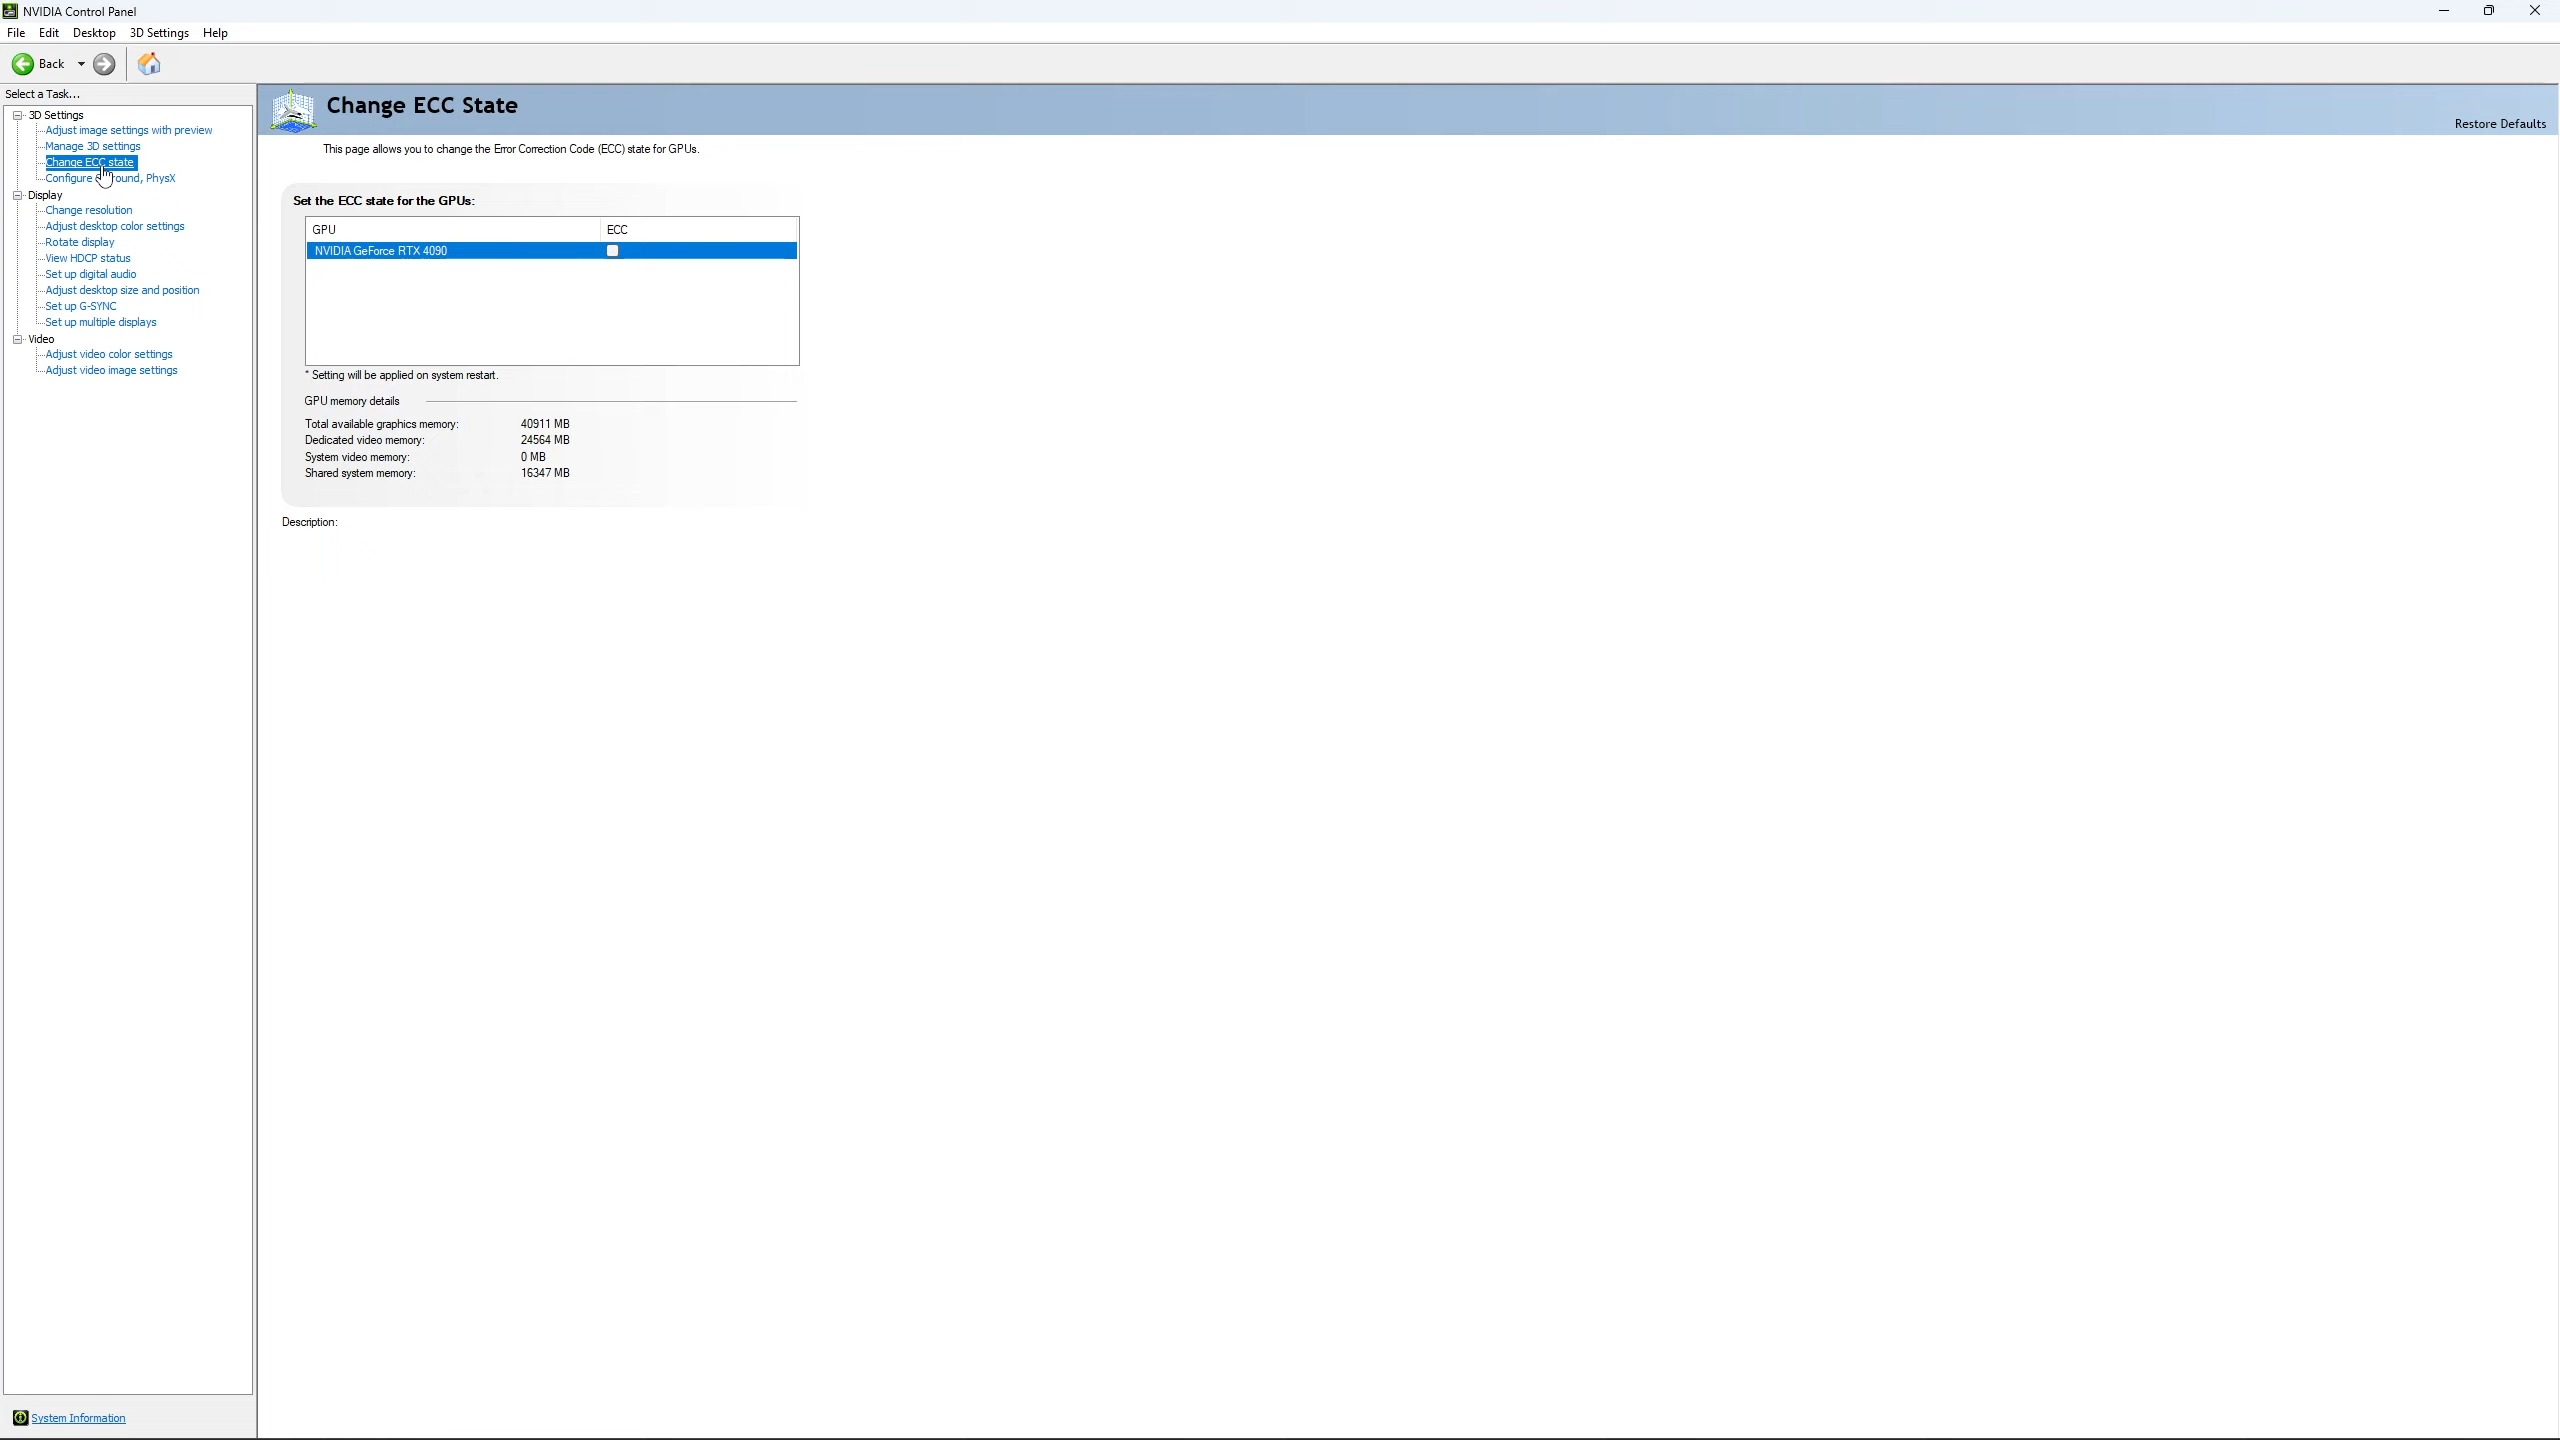 NVIDIA Control Panel
File Edit Desktop 3D Settings Help
Back
Select a Task...
3D Settings
Adjust image settings with preview
Manage 3D settings
Change ECC state
Configure ound, PhysX
Display
Change resolution
Adjust desktop color settings
Rotate display
View HDCP status
Set up digital audio
Adjust desktop size and position
Set up G-SYNC
Set up multiple displays
Video
Adjust video color settings
Adjust video image settings
System Information
Change ECC State
Restore Defaults
This page allows you to change the Error Correction Code (ECC) state for GPUs.
Set the ECC state for the GPUs:
GPU ECC
NVIDIA GeForce RTX 4090
* Setting will be applied on system restart.
GPU memory details
Total available graphics memory: 40911 MB
Dedicated video memory: 24564 MB
System video memory: 0 MB
Shared system memory: 16347 MB
Description: